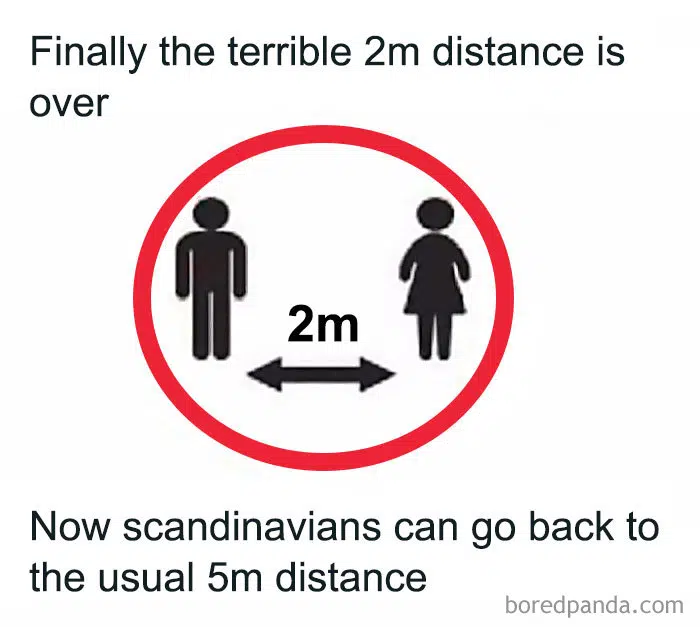 Finally the terrible 2m distance is
over
2m
Now scandinavians can go back to
the usual 5m distance
boredpanda.com